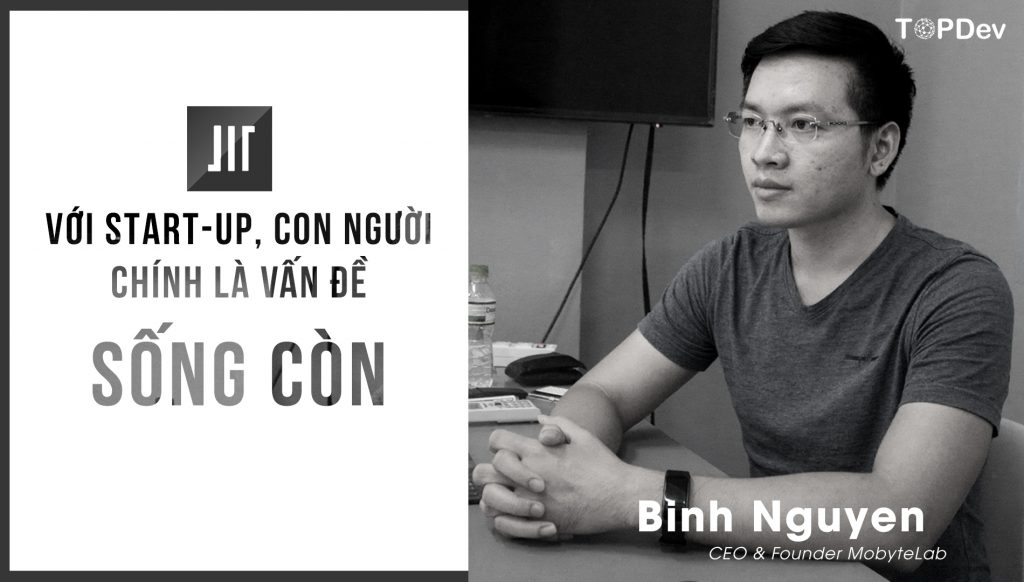 VỚI START-UP, CON NGƯỜI
CHÍNH LÀ VẤN ĐỀ
SỐNG CÒN
TOPDev
Binh Nguyen
CEO & Founder MobyteLab